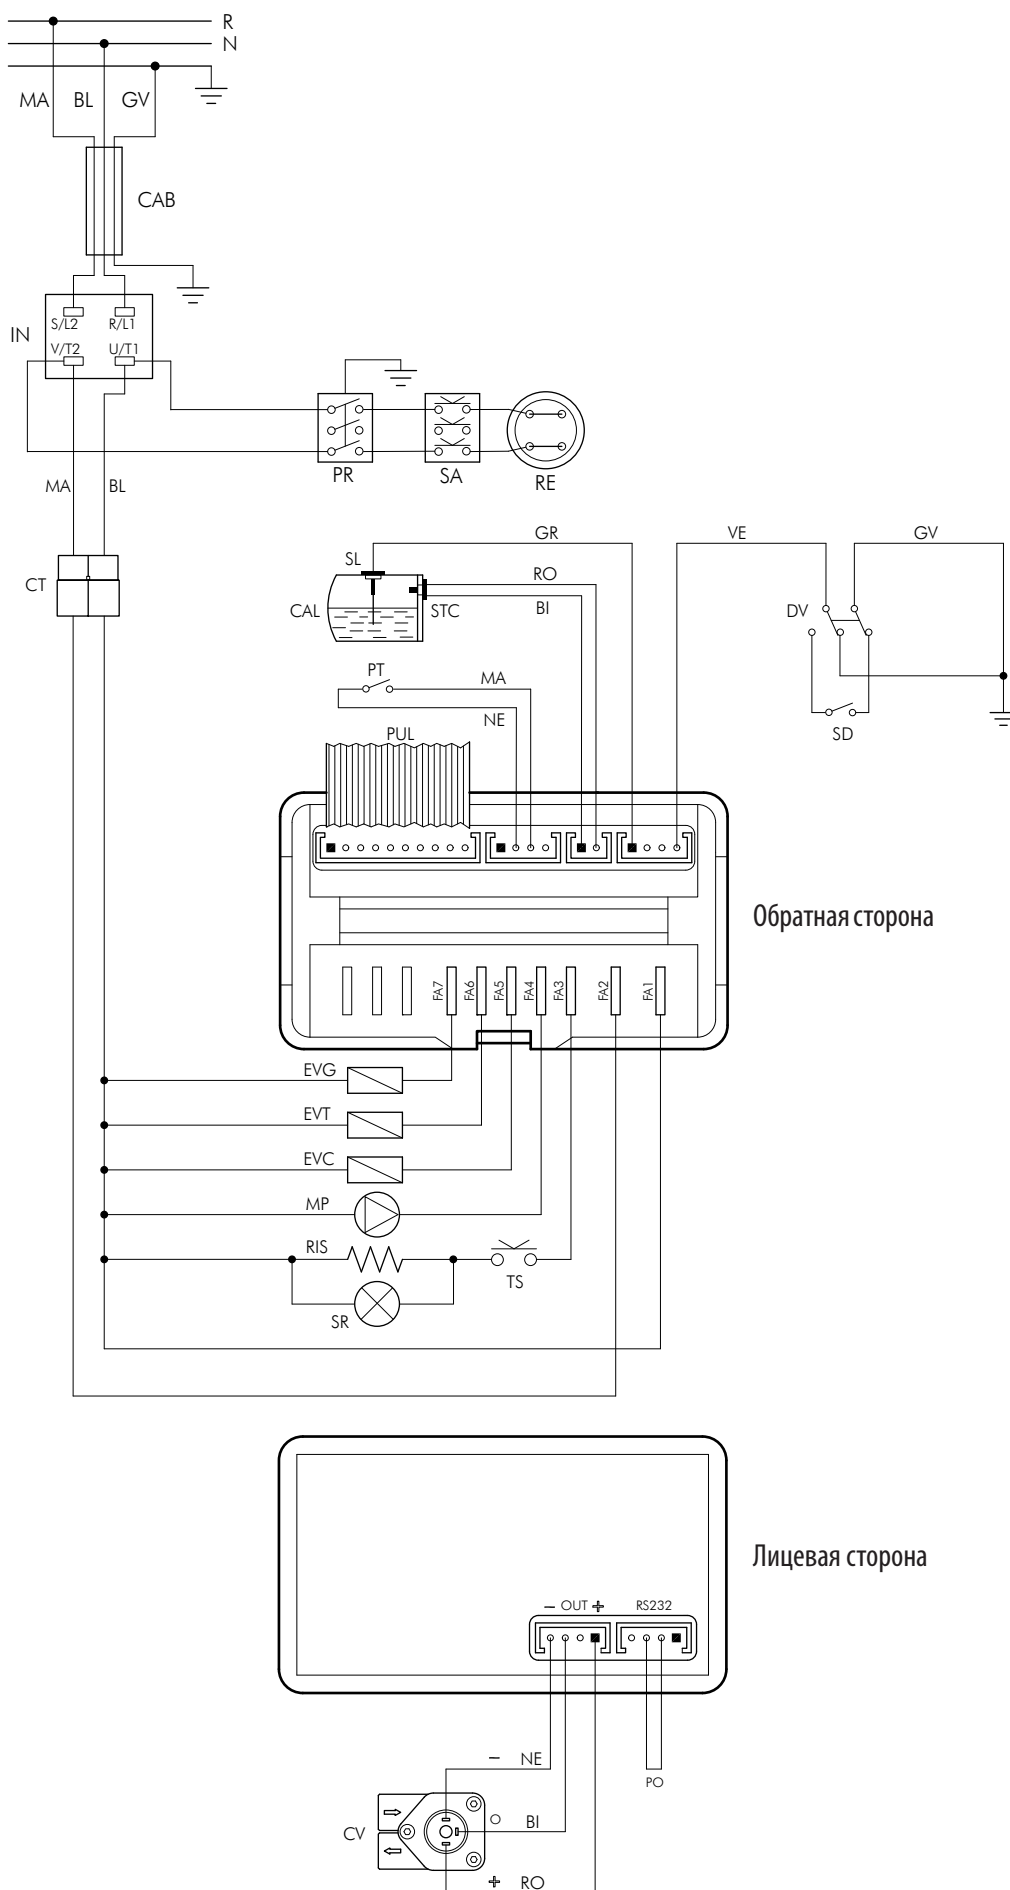 R
N
MA BL GV
CAB
IN
S/L2 R/L1
V/T2 U/T1
PR SA RE
MA BL
GR VE GV
SL
RO
CT
CAL STC BI
DV
PT MA
NE
SD
PUL
Обратная сторона
FA7 FA6 FA5 FA4 FA3 FA2 FA1
EVG
EVT
EVC
MP
RIS
TS
SR
Лицевая сторона
− OUT + RS232
− NE
PO
CV O BI
+ RO